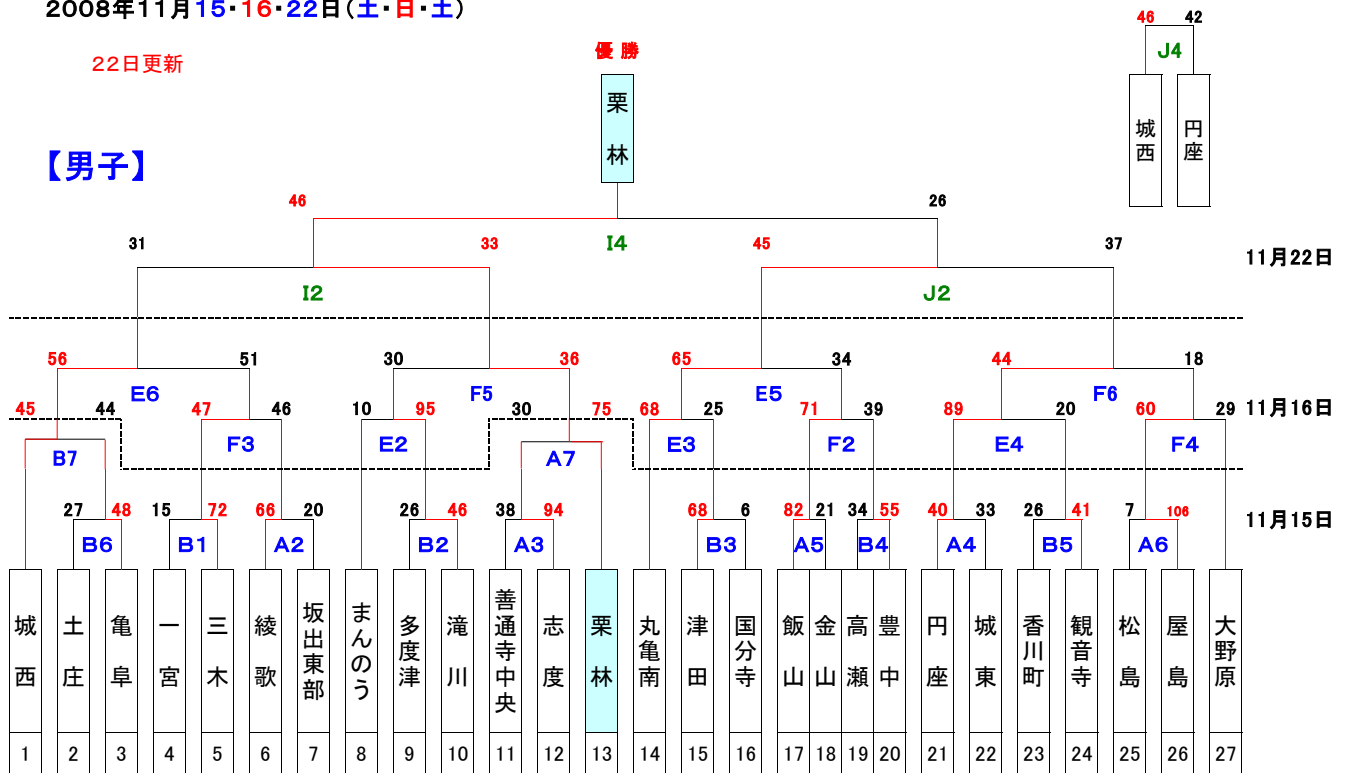 2008年11月15・16・22日(土・日・土)
46 42
J4
22日更新
優勝
栗林
城西 円座
【男子】
46 26
31 33 I4 45 37
11月22日
I2 J2
56 51 30 36 65 34 44 18
E6 F5 E5 F6
45 44 47 46 10 95 30 75 68 25 71 39 89 20 60 29
11月16日
B7 F3 E2 A7 E3 F2 E4 F4
27 48 15 72 66 20 26 46 38 94 68 6 82 21 34 55 40 33 26 41 7 106
11月15日
B6 B1 A2 B2 A3 B3 A5 B4 A4 B5 A6
城西 土庄 亀阜 一宮 三木 綾歌 坂出東部 まんのう 多度津 滝川 善通寺中央 志度 栗林 丸亀南 津田 国分寺 飯山 金山 高瀬 豊中 円座 城東 香川町 観音寺 松島 屋島 大野原
1 2 3 4 5 6 7 8 9 10 11 12 13 14 15 16 17 18 19 20 21 22 23 24 25 26 27